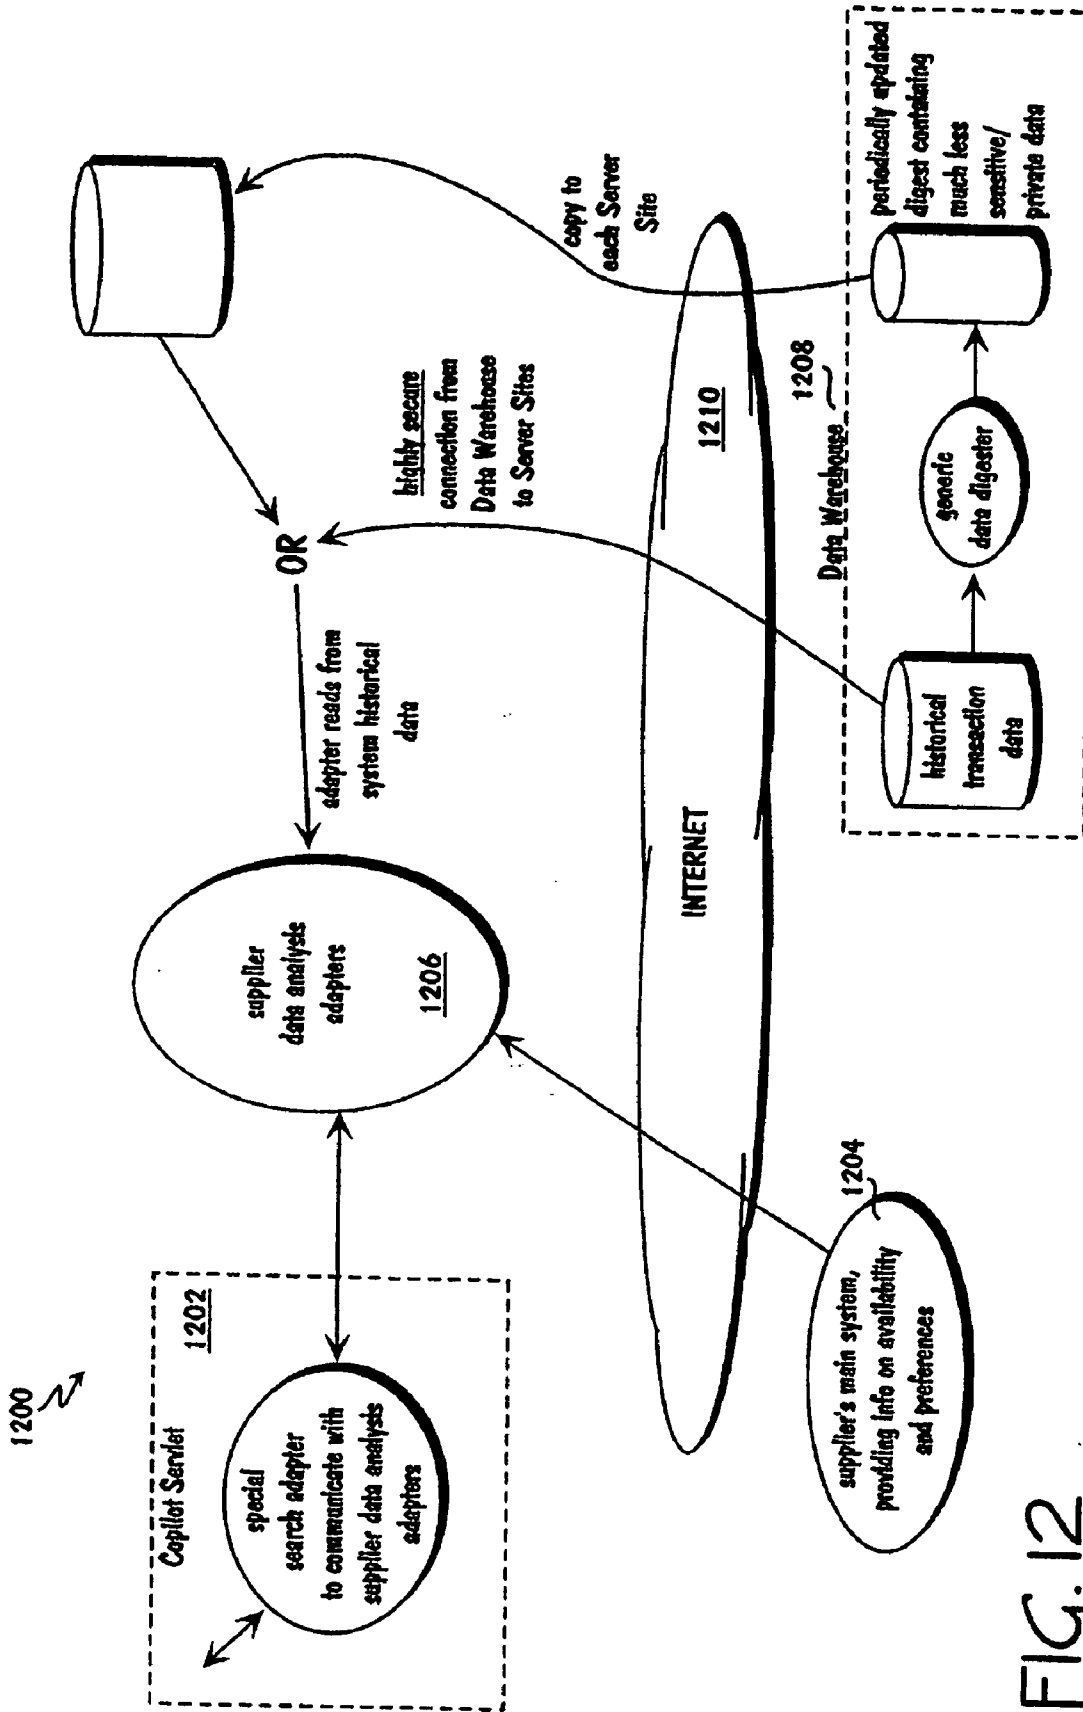 1200
Copilot Servlet
1202
special
search adapter
to communicate with
supplier data analysis
adapters
supplier
data analysis
adapters
1206
adapter reads from
system historical
data
OR
highly secure
connection from
Data Warehouse
to Server Sites
copy to
each Server
Site
INTERNET
1210
1204
supplier's main system,
providing info on availability
and preferences
Data Warehouse
1208
historical
transaction
data
generic
data digester
periodically updated
digest containing
much less
sensitive/
private data
FIG. 12